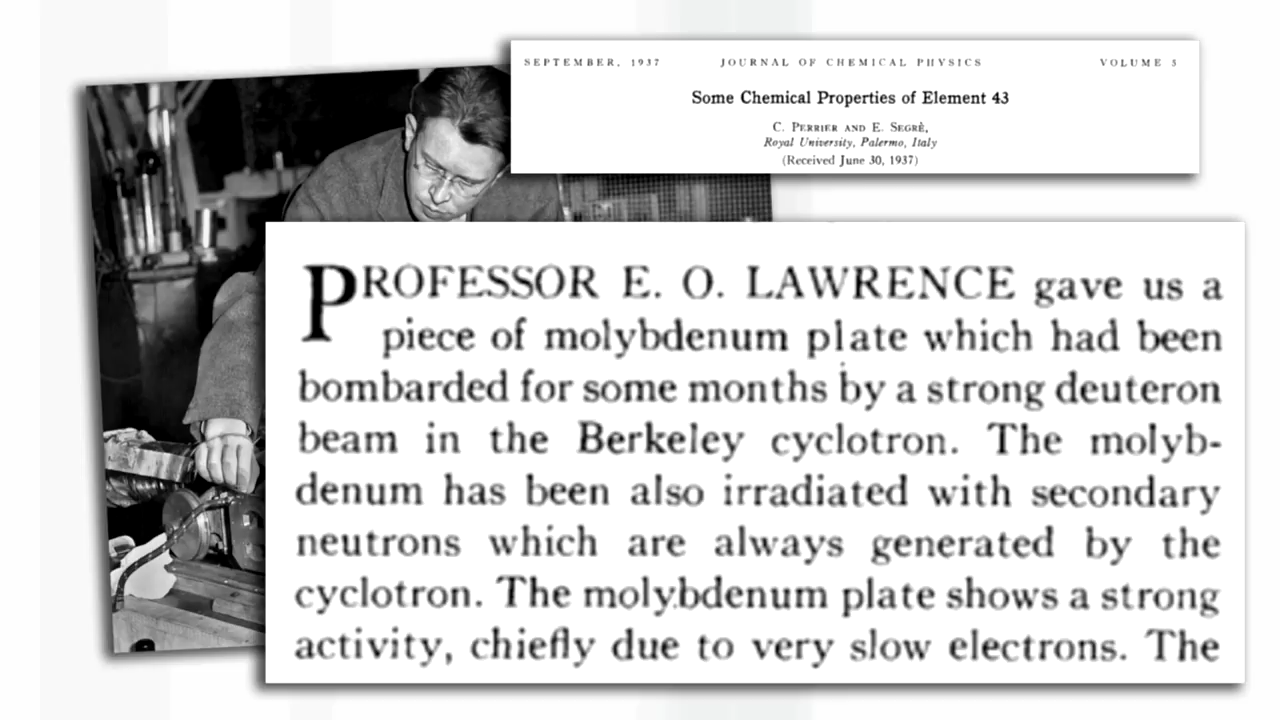 SEPTEMBER, 1937 JOURNAL OF CHEMICAL PHYSICS VOLUME 5
Some Chemical Properties of Element 43
C. PERRIER AND E. SEGRÈ,
Royal University, Palermo, Italy
(Received June 30, 1937)
PROFESSOR E. O. LAWRENCE gave us a
piece of molybdenum plate which had been
bombarded for some months by a strong deuteron
beam in the Berkeley cyclotron. The molyb-
denum has been also irradiated with secondary
neutrons which are always generated by the
cyclotron. The molybdenum plate shows a strong
activity, chiefly due to very slow electrons. The